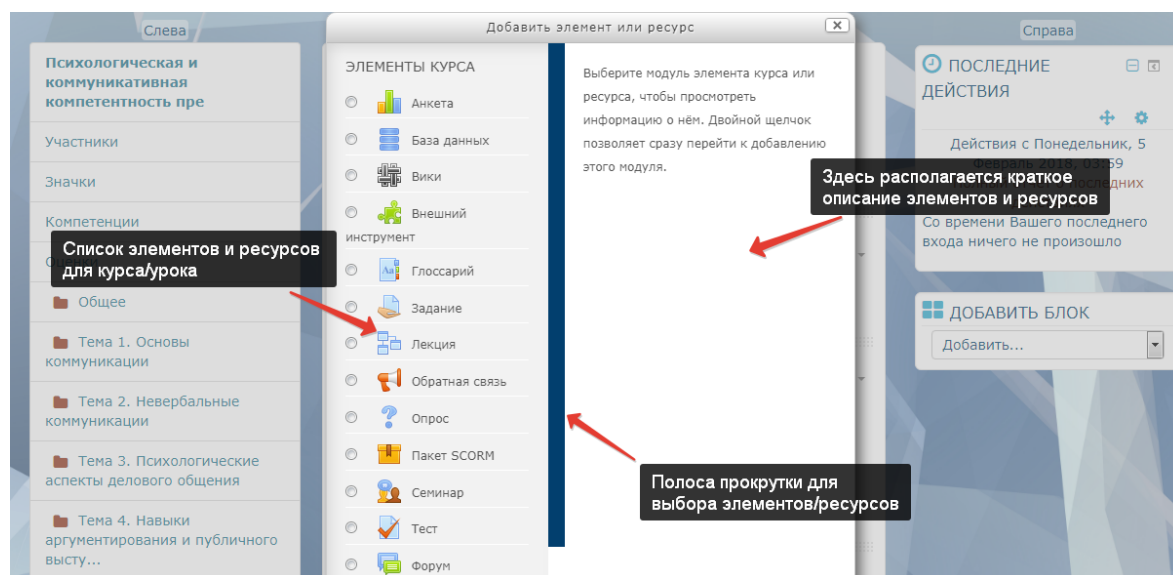 Слева
Психологическая и
коммуникативная
компетентность пре
Участники
Значки
Компетенции
Оценки
Общее
Тема 1. Основы
коммуникации
Тема 2. Невербальные
коммуникации
Тема 3. Психологические
аспекты делового общения
Тема 4. Навыки
аргументирования и публичного
высту...
Список элементов и ресурсов
для курса/урока
Добавить элемент или ресурс
ЭЛЕМЕНТЫ КУРСА
Анкета
База данных
Вики
Внешний
инструмент
Глоссарий
Задание
Лекция
Обратная связь
Опрос
Пакет SCORM
Семинар
Тест
Форум
Выберите модуль элемента курса или
ресурса, чтобы просмотреть
информацию о нём. Двойной щелчок
позволяет сразу перейти к добавлению
этого модуля.
Здесь располагается краткое
описание элементов и ресурсов
Полоса прокрутки для
выбора элементов/ресурсов
Справа
ПОСЛЕДНИЕ
ДЕЙСТВИЯ
Действия с Понедельник, 5
Февраль 2018, 03:59
Со времени Вашего последнего
входа ничего не произошло
ДОБАВИТЬ БЛОК
Добавить...